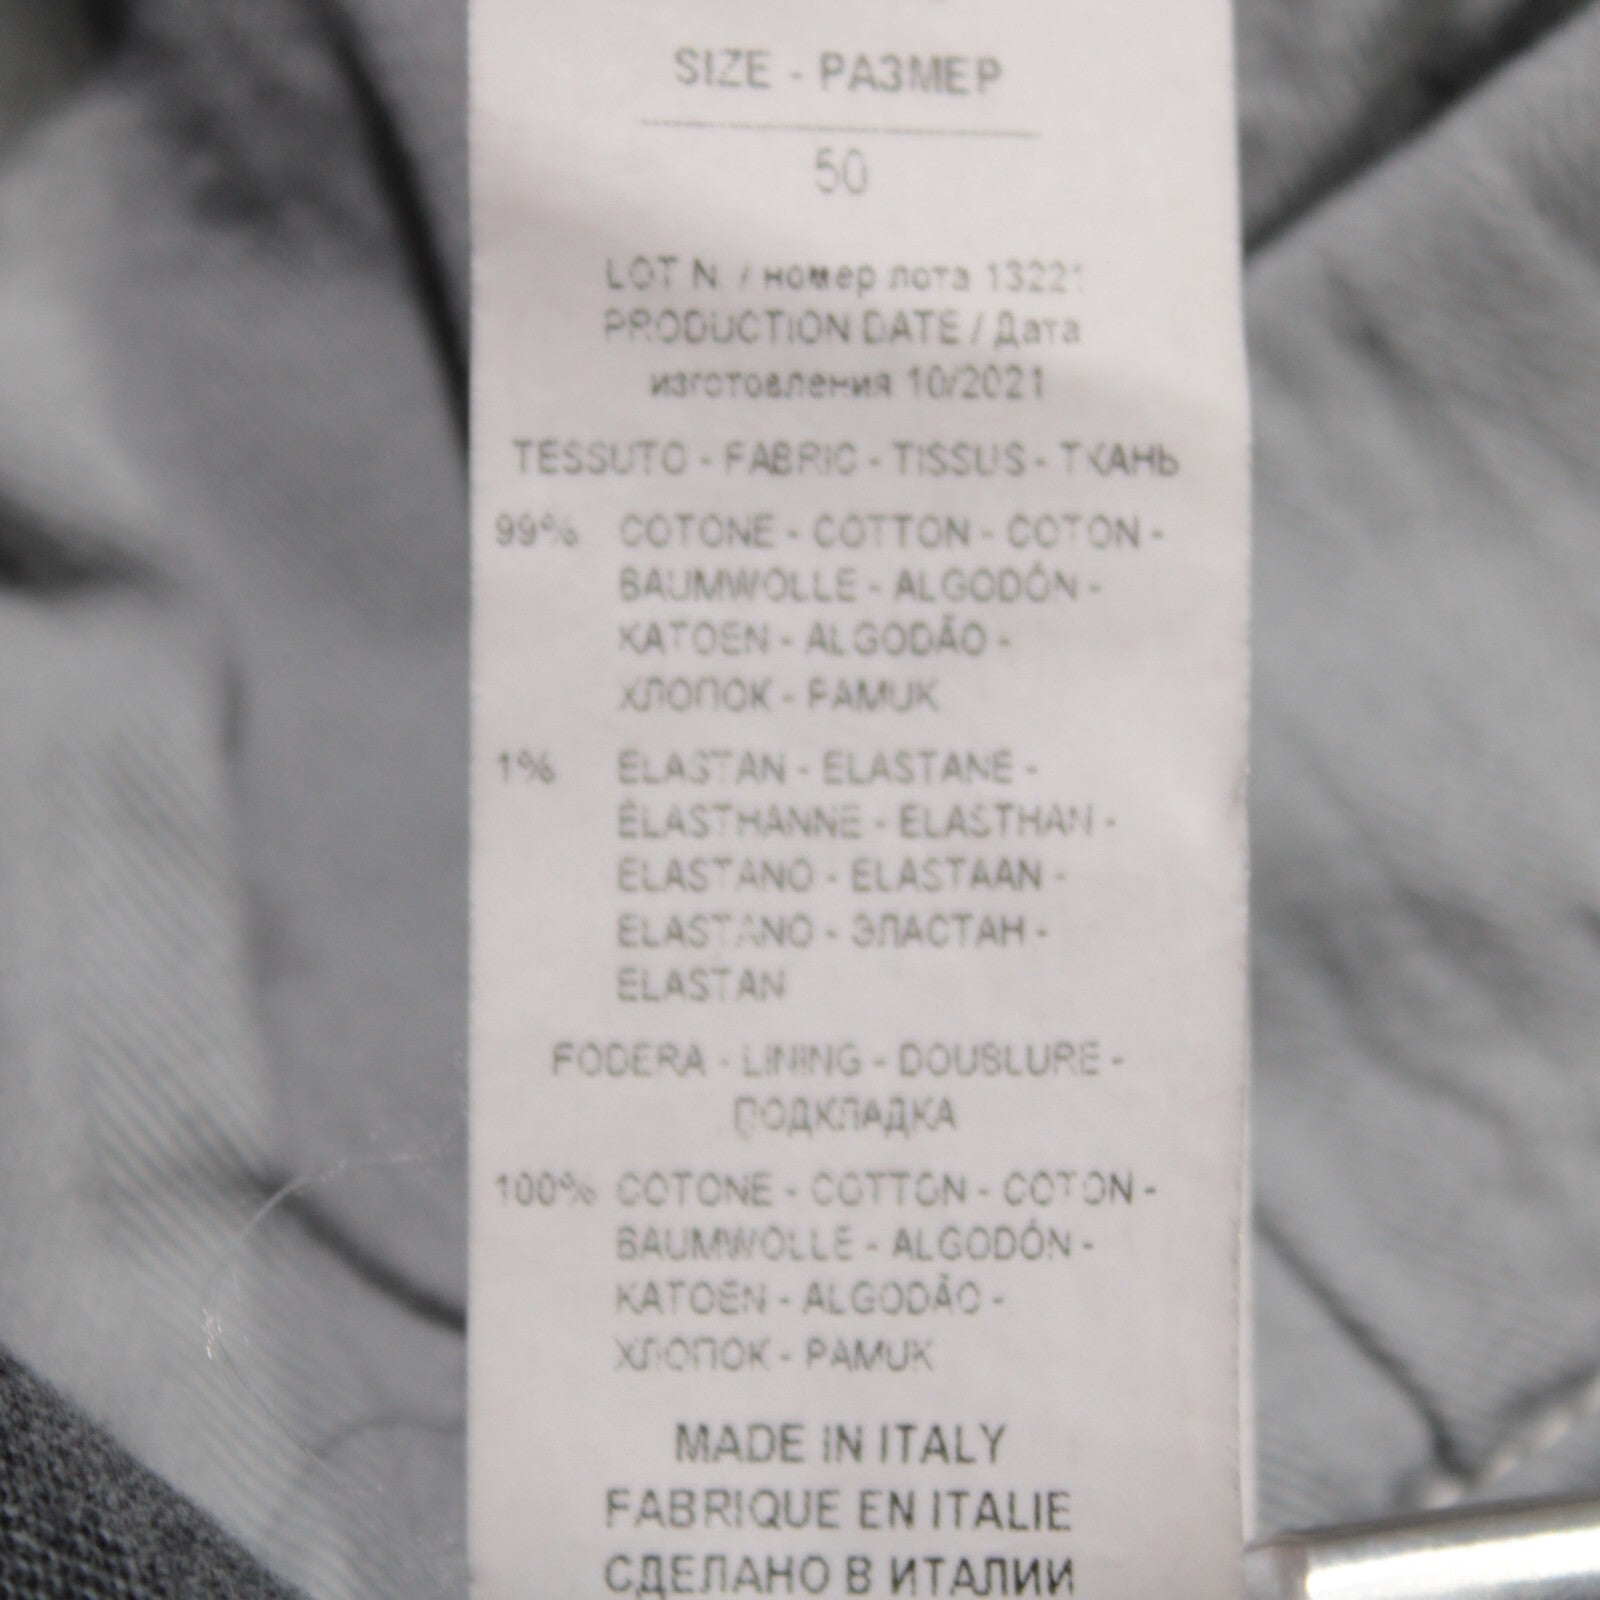 SIZE - РАЗМЕР
50
LOT N. / номер лота 13221
PRODUCTION DATE / Дата
изготовления 10/2021
TESSUTO - FABRIC - TISSUS - ТКАНЬ
99% COTONE - COTTON - COTON -
BAUMWOLLE - ALGODÓN -
KATOEN - ALGODÃO -
ХЛОПОК - PAMUK
1% ELASTAN - ELASTANE -
ÉLASTHANNE - ELASTHAN -
ELASTANO - ELASTAAN -
ELASTANO - ЭЛАСТАН -
ELASTAN
FODERA - LINING - DOUBLURE -
ПОДКЛАДКА
100% COTONE - COTTON - COTON -
BAUMWOLLE - ALGODÓN -
KATOEN - ALGODÃO -
ХЛОПОК - PAMUK
MADE IN ITALY
FABRIQUE EN ITALIE
СДЕЛАНО В ИТАЛИИ